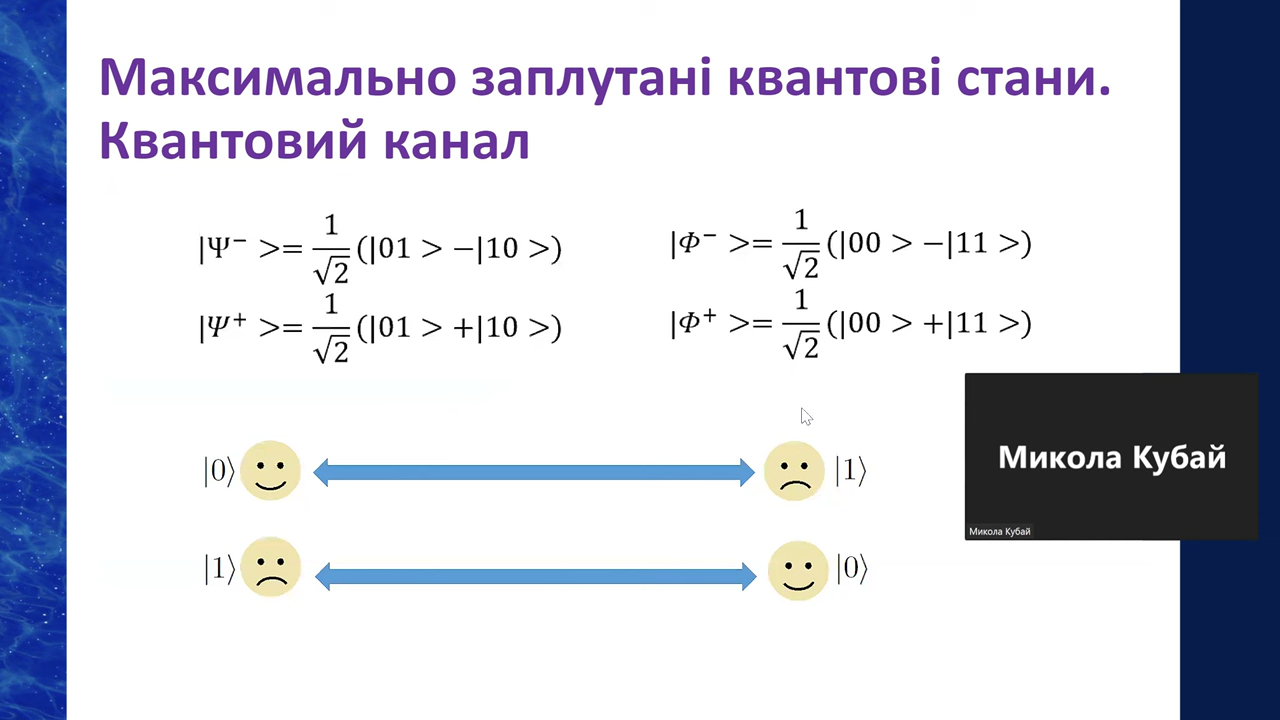 Максимально заплутані квантові стани.
Квантовий канал
|Ψ⁻ >= 1/√2 (|01 > −|10 >)
|Φ⁻ >= 1/√2 (|00 > −|11 >)
|Ψ⁺ >= 1/√2 (|01 > +|10 >)
|Φ⁺ >= 1/√2 (|00 > +|11 >)
|0⟩ |1⟩
|1⟩ |0⟩
Микола Кубай
Микола Кубай